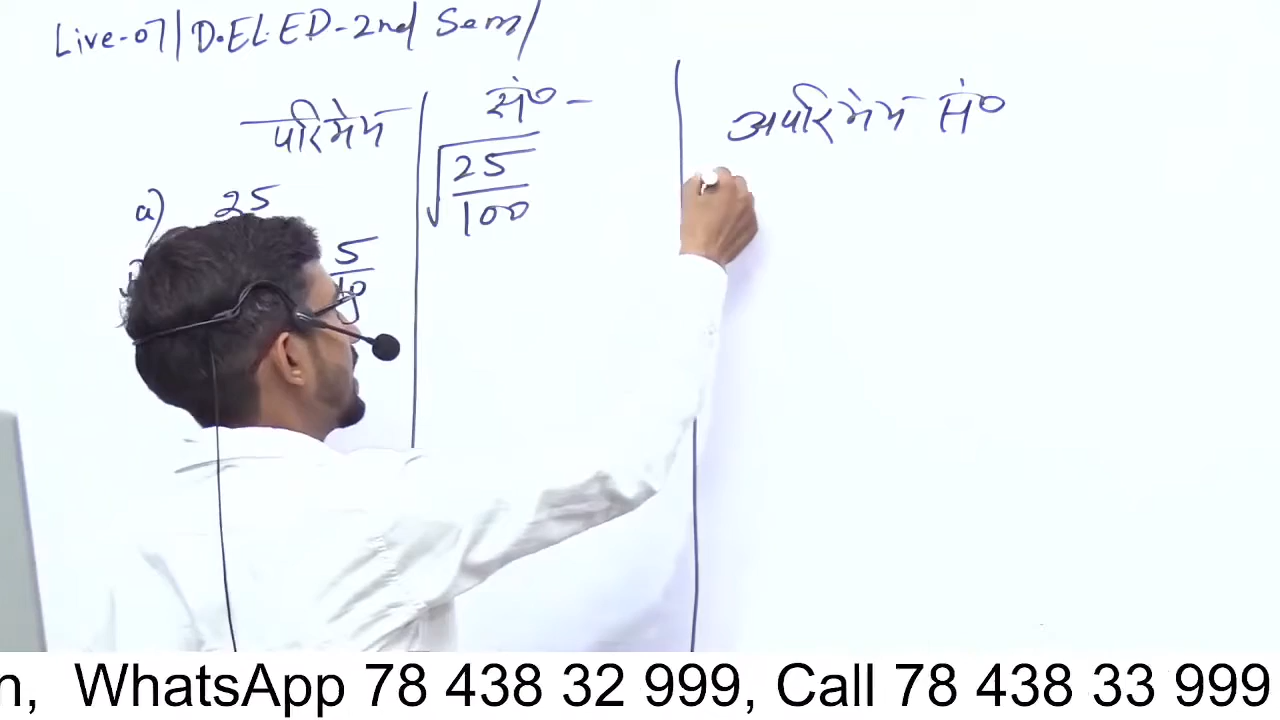 Live-07|D.EL.ED-2nd Sem/
परिमेय सं० -
अपरिमेय सं०
√25/100
a) 25
5/10
n, WhatsApp 78 438 32 999, Call 78 438 33 999